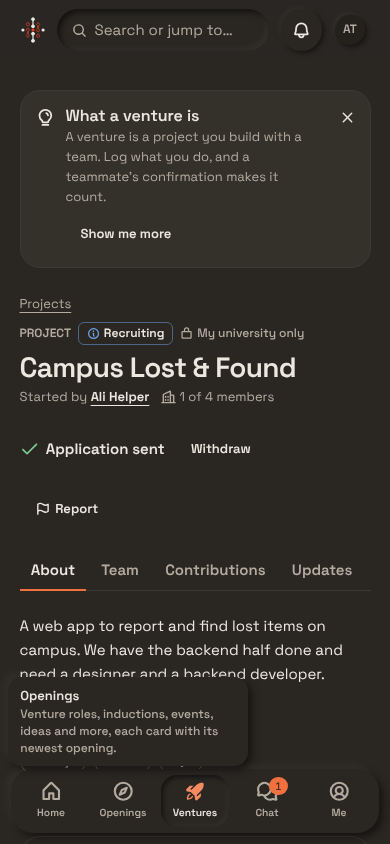 Search or jump to...
AT
What a venture is
A venture is a project you build with a
team. Log what you do, and a
teammate's confirmation makes it
count.
Show me more
Projects
PROJECT Recruiting My university only
Campus Lost & Found
Started by Ali Helper 1 of 4 members
Application sent Withdraw
Report
About Team Contributions Updates
A web app to report and find lost items on
campus. We have the backend half done and
need a designer and a backend developer.
Openings
Venture roles, inductions, events,
ideas and more, each card with its
newest opening.
1
Home Openings Ventures Chat Me